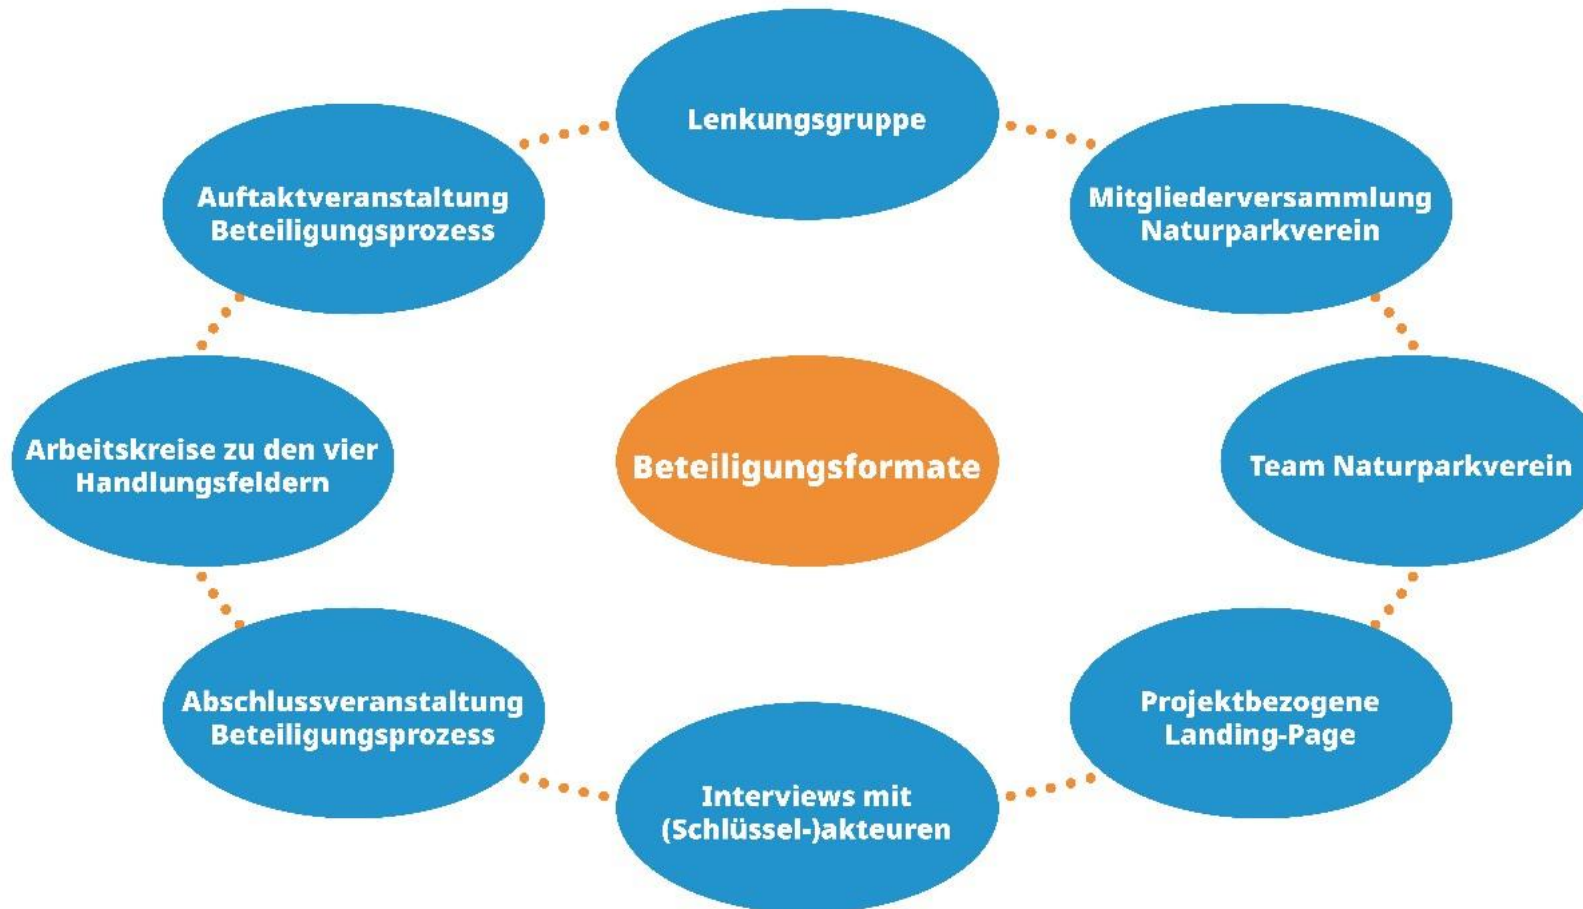 Lenkungsgruppe
Auftaktveranstaltung
Beteiligungsprozess
Mitgliederversammlung
Naturparkverein
Arbeitskreise zu den vier
Handlungsfeldern
Beteiligungsformate
Team Naturparkverein
Abschlussveranstaltung
Beteiligungsprozess
Projektbezogene
Landing-Page
Interviews mit
(Schlüssel-)akteuren